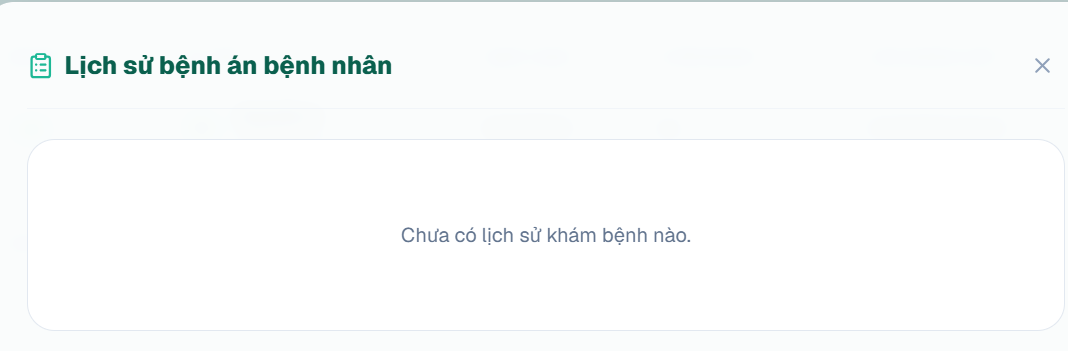 Lịch sử bệnh án bệnh nhân
Chưa có lịch sử khám bệnh nào.